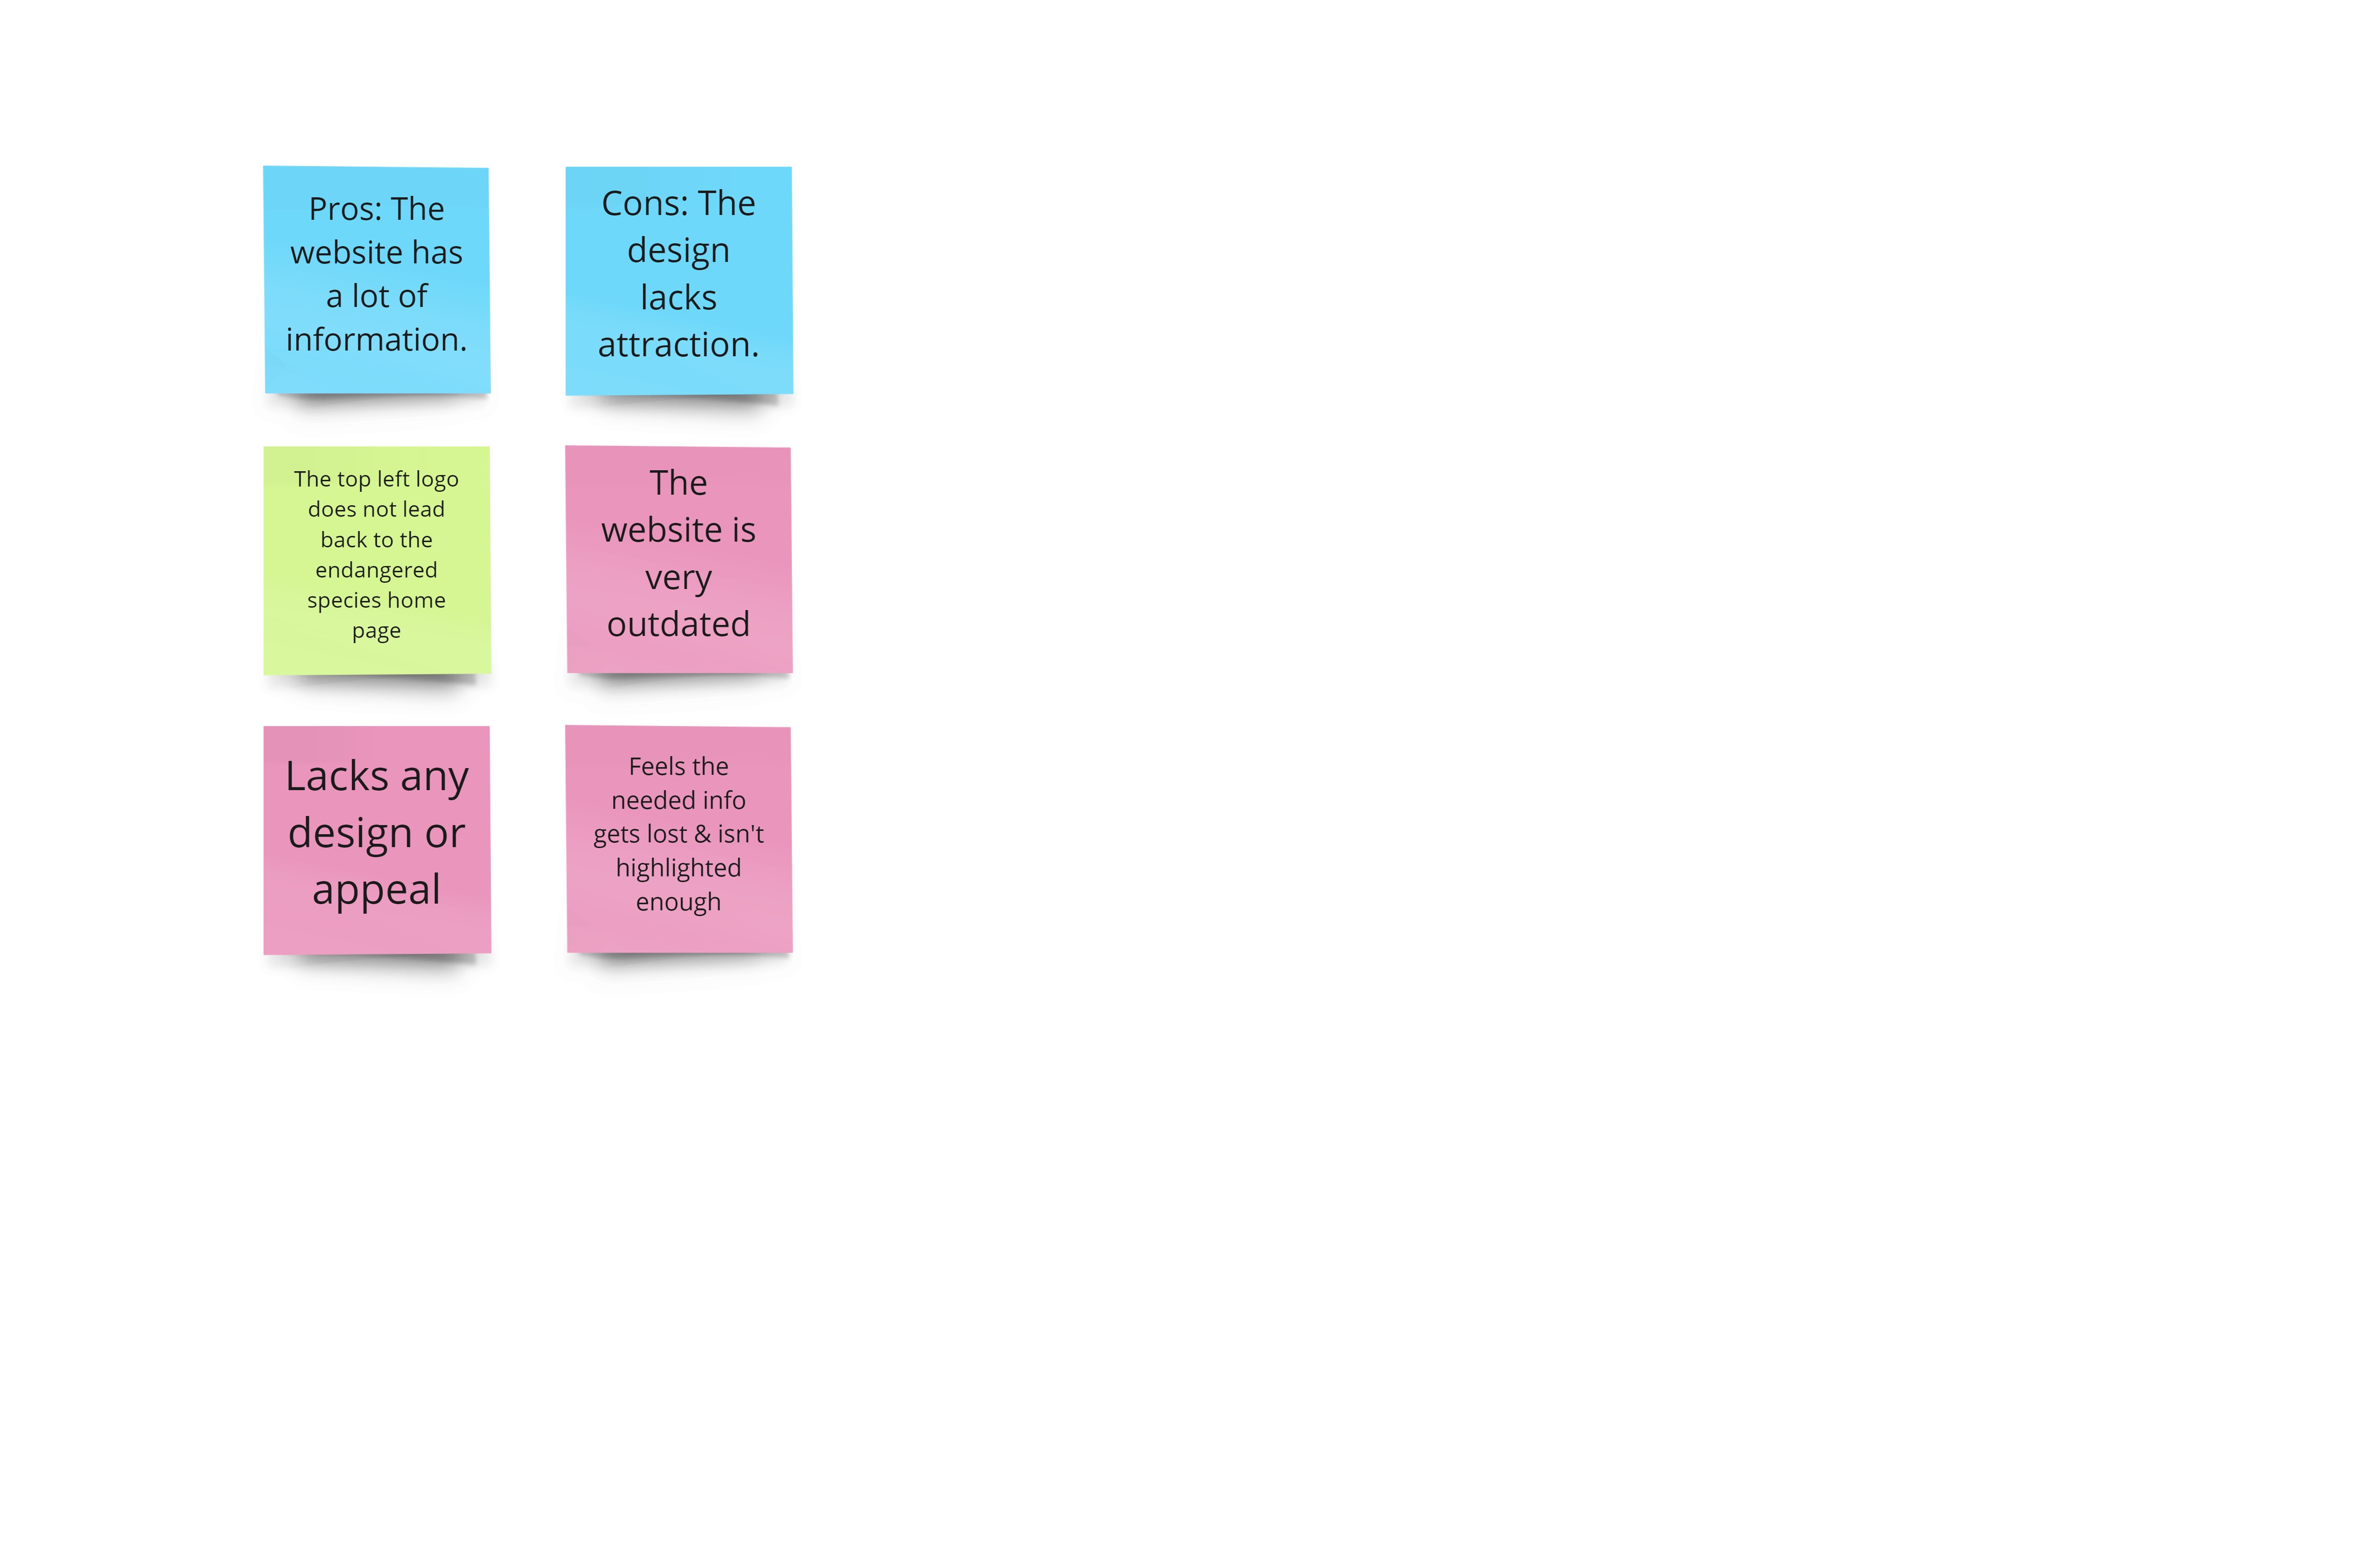 Pros: The
website has
a lot of
information.
Cons: The
design
lacks
attraction.
The top left logo
does not lead
back to the
endangered
species home
page
The
website is
very
outdated
Lacks any
design or
appeal
Feels the
needed info
gets lost & isn't
highlighted
enough